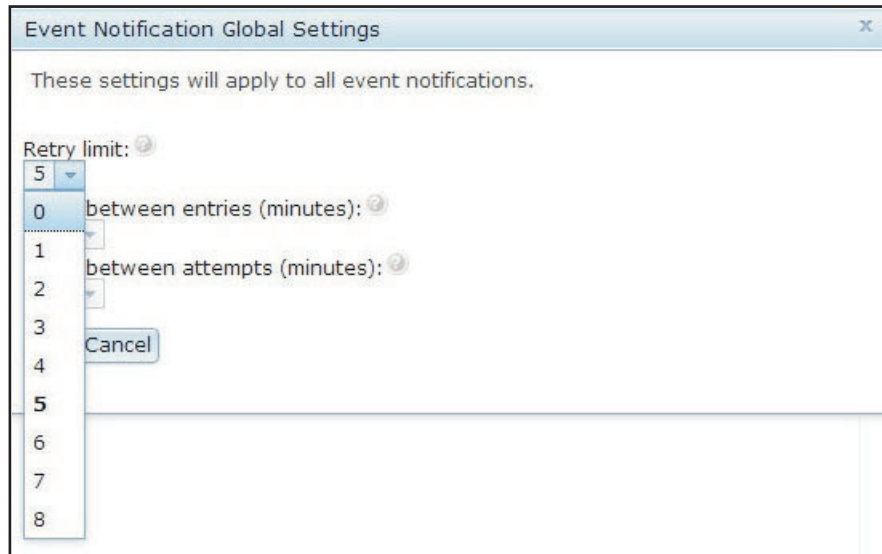 Event Notification Global Settings x
These settings will apply to all event notifications.
Retry limit: ?
5
0
between entries (minutes): ?
1
between attempts (minutes): ?
2
3
Cancel
4
5
6
7
8